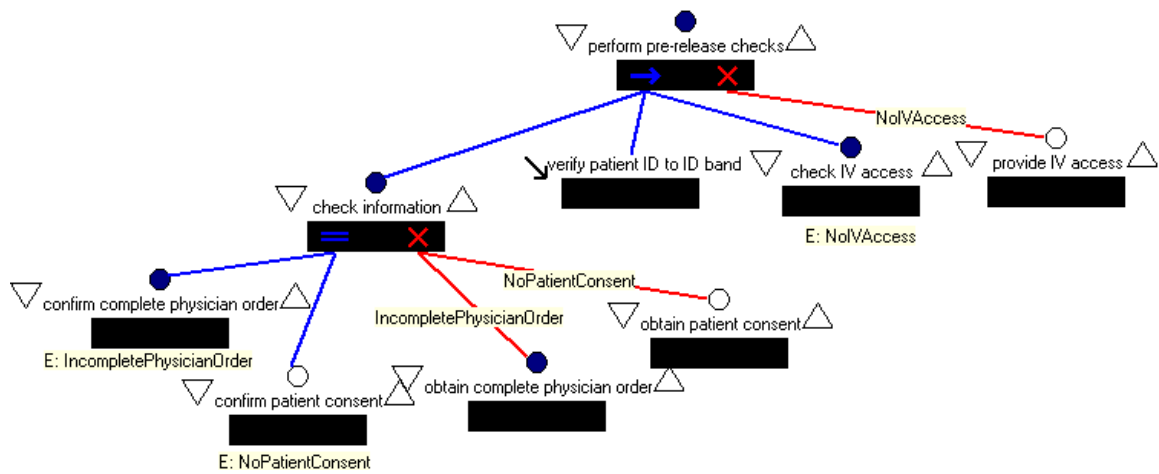 perform pre-release checks
NoIVAccess
verify patient ID to ID band
check IV access
provide IV access
E: NoIVAccess
check information
NoPatientConsent
confirm complete physician order
IncompletePhysicianOrder
obtain patient consent
E: IncompletePhysicianOrder
confirm patient consent
obtain complete physician order
E: NoPatientConsent